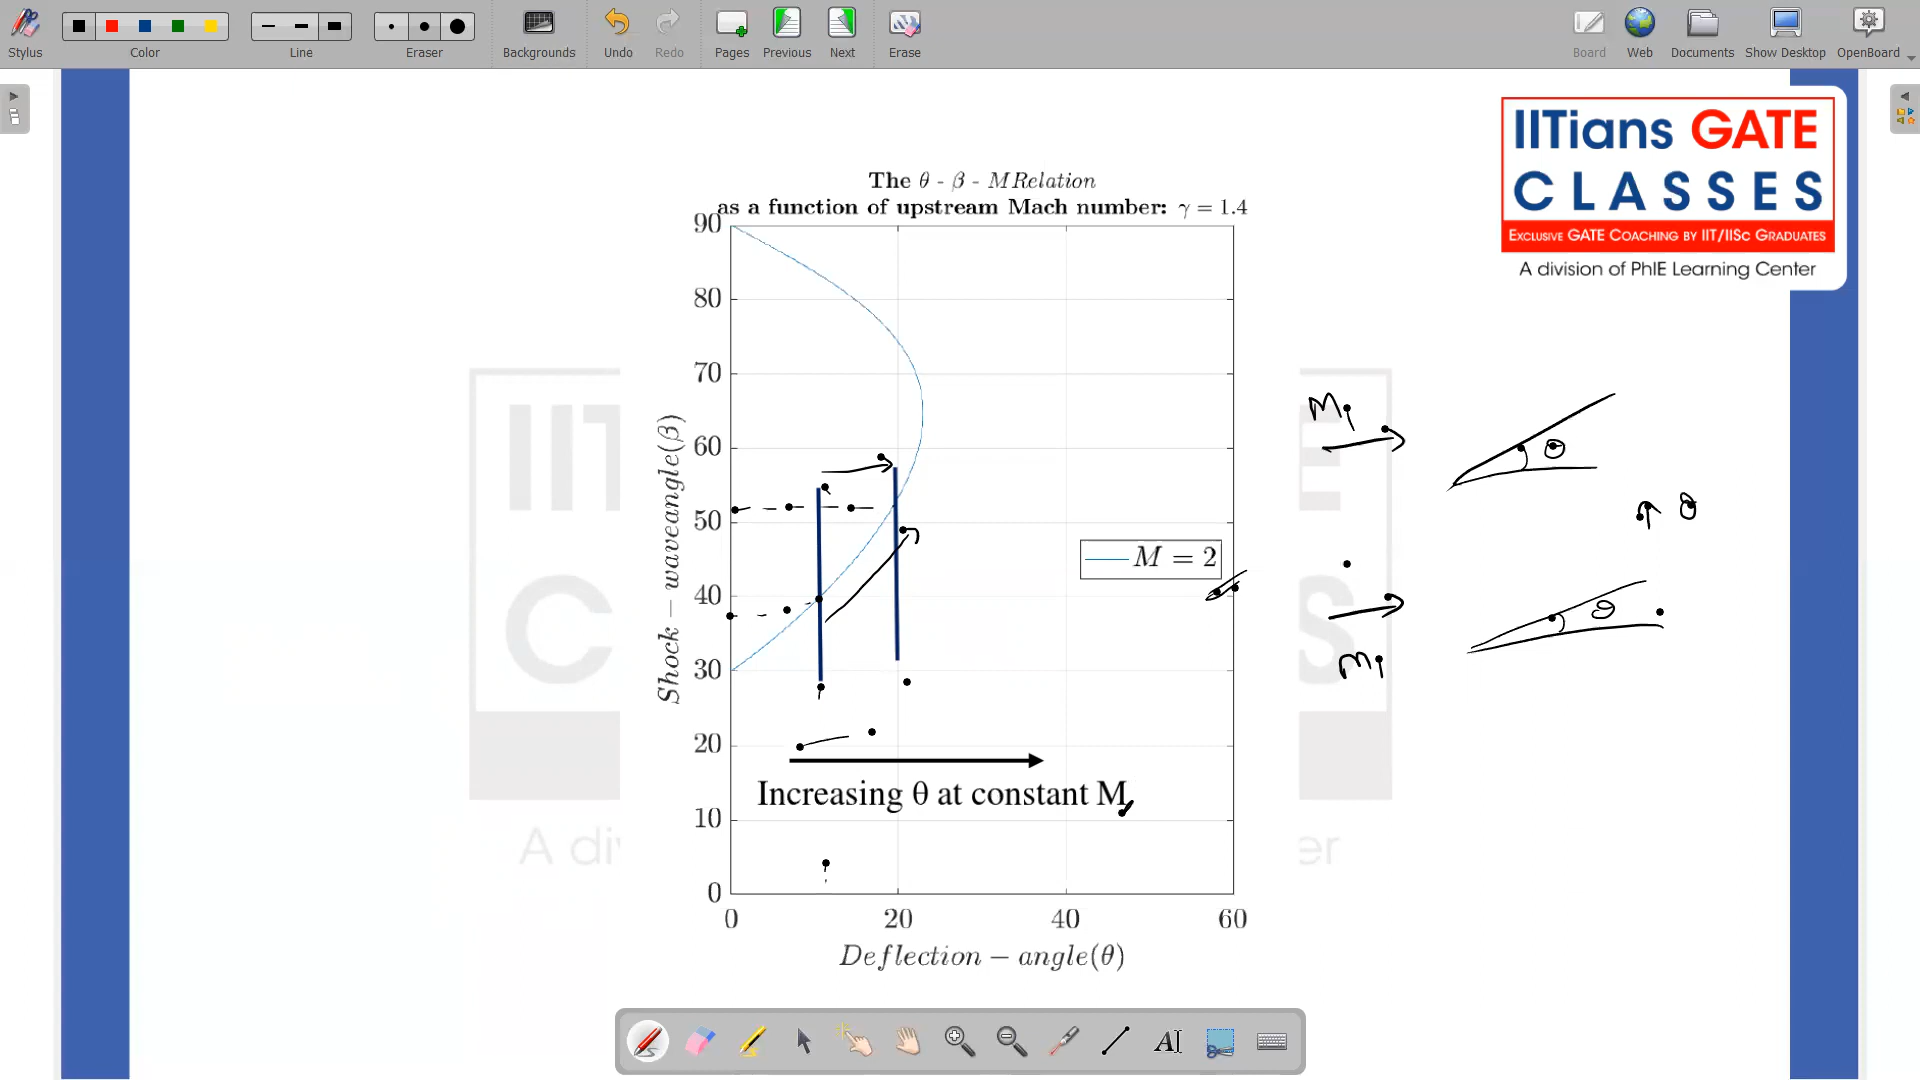 Stylus
Color
Line
Eraser
Backgrounds
Undo
Redo
Pages
Previous
Next
Erase
Board
Web
Documents
Show Desktop
OpenBoard
IITians GATE
CLASSES
EXCLUSIVE GATE COACHING BY IIT/IISC GRADUATES
A division of PhIE Learning Center
The θ - β - MRelation
as a function of upstream Mach number: γ = 1.4
90
80
70
60
50
40
30
20
10
0
Shock − waveangle(β)
M = 2
Increasing θ at constant M
0
20
40
60
Deflection − angle(θ)
M1
θ
↑ θ
θ
M1